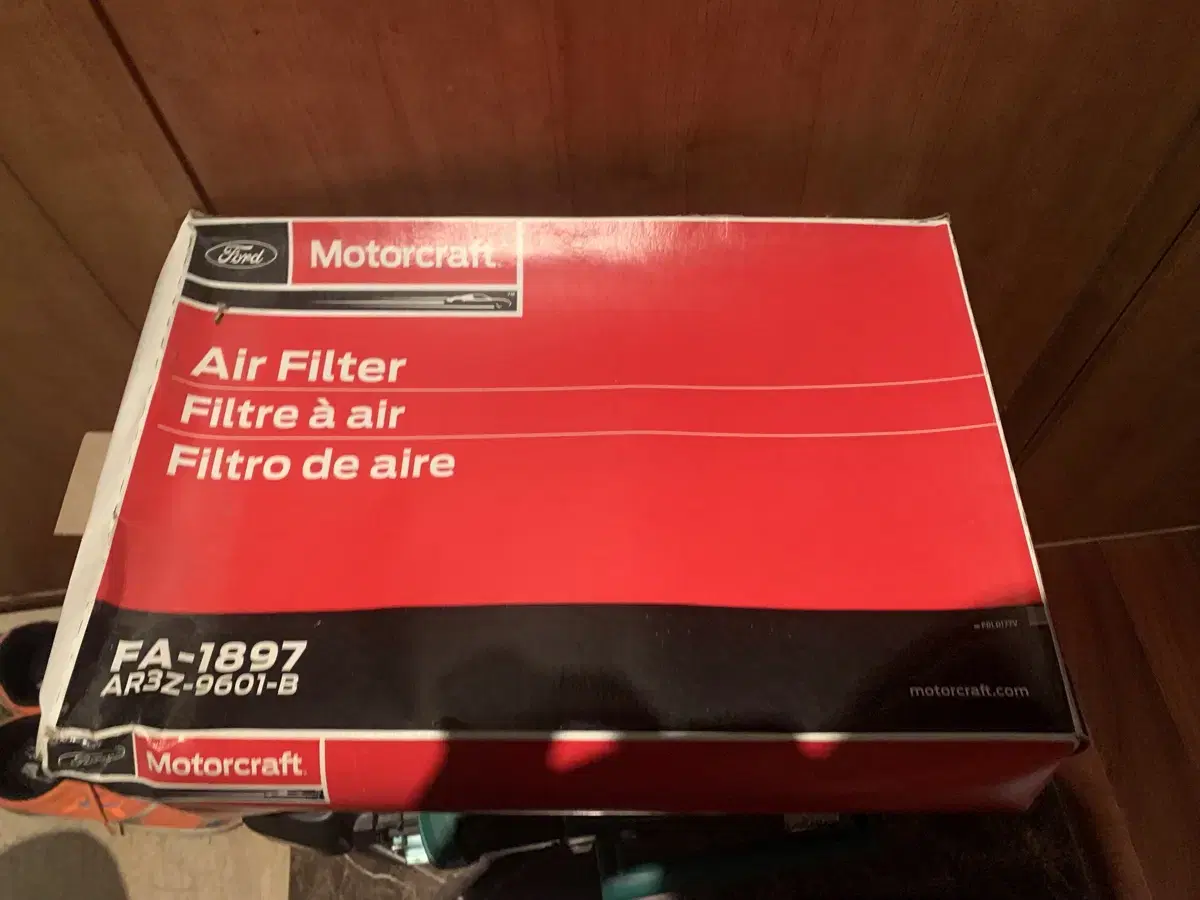 Ford
Motorcraft
Air Filter
Filtre à air
Filtro de aire
FA-1897
AR3Z-9601-B
motorcraft.com
Ford
Motorcraft